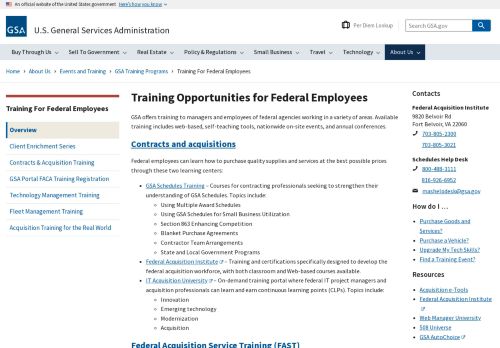 An official website of the United States government Here's how you know
GSA
U.S. General Services Administration
Per Diem Lookup
Search GSA.gov
Buy Through Us
Sell To Government
Real Estate
Policy & Regulations
Small Business
Travel
Technology
About Us
Home › About Us › Events and Training › GSA Training Programs › Training For Federal Employees
Training For Federal Employees
Overview
Client Enrichment Series
Contracts & Acquisition Training
GSA Portal FACA Training Registration
Technology Management Training
Fleet Management Training
Acquisition Training for the Real World
Training Opportunities for Federal Employees
GSA offers training to managers and employees of federal agencies working in a variety of areas. Available
training includes web-based, self-teaching tools, nationwide on-site events, and annual conferences.
Contracts and acquisitions
Federal employees can learn how to purchase quality supplies and services at the best possible prices
through these two learning centers:
GSA Schedules Training – Courses for contracting professionals seeking to strengthen their
understanding of GSA Schedules. Topics include:
Using Multiple Award Schedules
Using GSA Schedules for Small Business Utilization
Section 863 Enhancing Competition
Blanket Purchase Agreements
Contractor Team Arrangements
State and Local Government Programs
Federal Acquisition Institute – Training and certifications specifically designed to develop the
federal acquisition workforce, with both classroom and Web-based courses available.
IT Acquisition University – On-demand training portal where federal IT project managers and
acquisition professionals can learn and earn continuous learning points (CLPs). Topics include:
Innovation
Emerging technology
Modernization
Acquisition
Federal Acquisition Service Training (FAST)
Contacts
Federal Acquisition Institute
9820 Belvoir Rd
Fort Belvoir, VA 22060
703-805-2300
703-805-3021
Schedules Help Desk
800-488-3111
816-926-6952
mashelpdesk@gsa.gov
How do I …
Purchase Goods and
Services?
Purchase a Vehicle?
Upgrade My Tech Skills?
Find a Training Event?
Resources
Acquisition e-Tools
Federal Acquisition Institute
Web Manager University
508 Universe
GSA AutoChoice